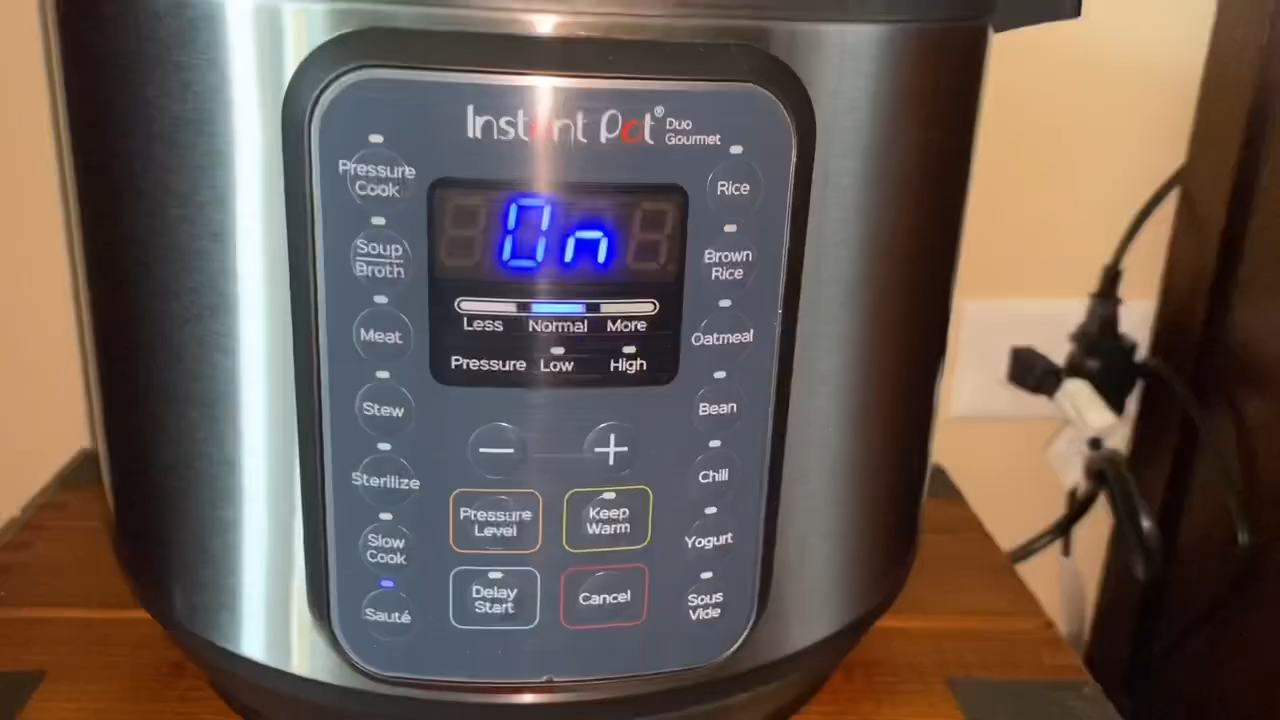 Instant Pot® Duo Gourmet
Pressure Cook
Soup Broth
Meat
Stew
Sterilize
Slow Cook
Sauté
On
Less Normal More
Pressure Low High
− +
Pressure Level
Keep Warm
Delay Start
Cancel
Rice
Brown Rice
Oatmeal
Bean
Chill
Yogurt
Sous Vide